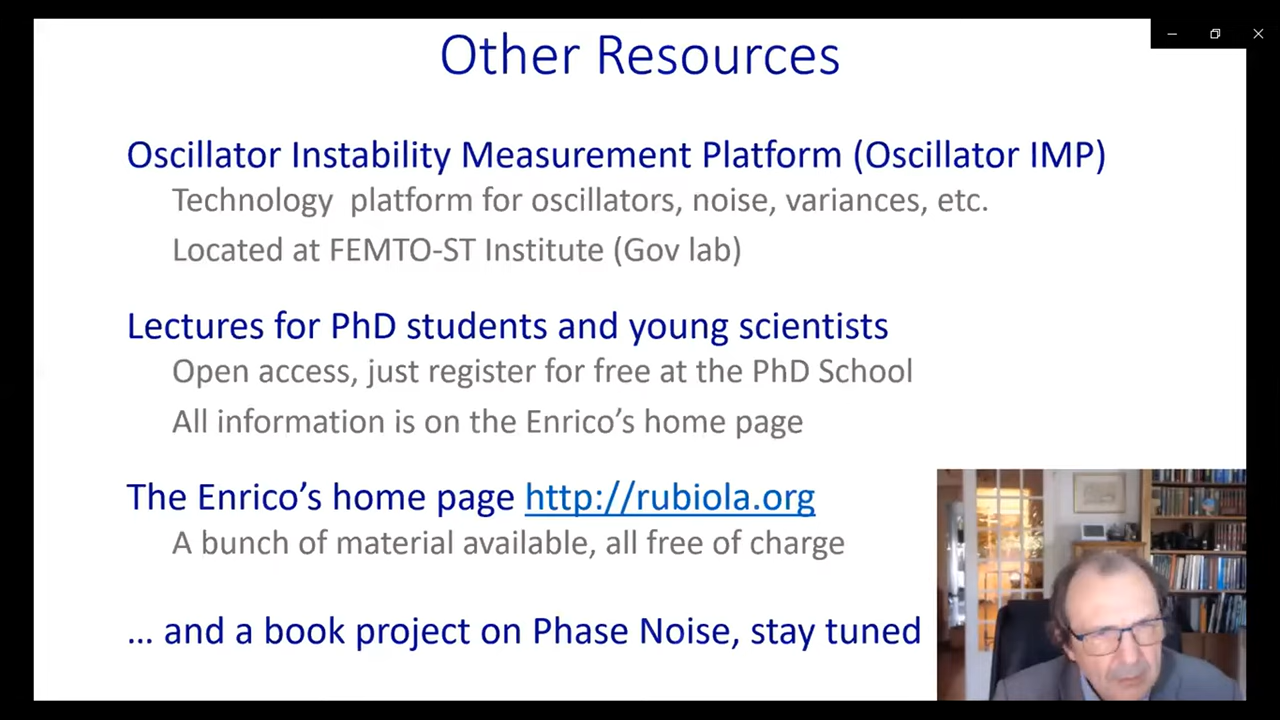 Other Resources
Oscillator Instability Measurement Platform (Oscillator IMP)
Technology platform for oscillators, noise, variances, etc.
Located at FEMTO-ST Institute (Gov lab)
Lectures for PhD students and young scientists
Open access, just register for free at the PhD School
All information is on the Enrico’s home page
The Enrico’s home page http://rubiola.org
A bunch of material available, all free of charge
... and a book project on Phase Noise, stay tuned